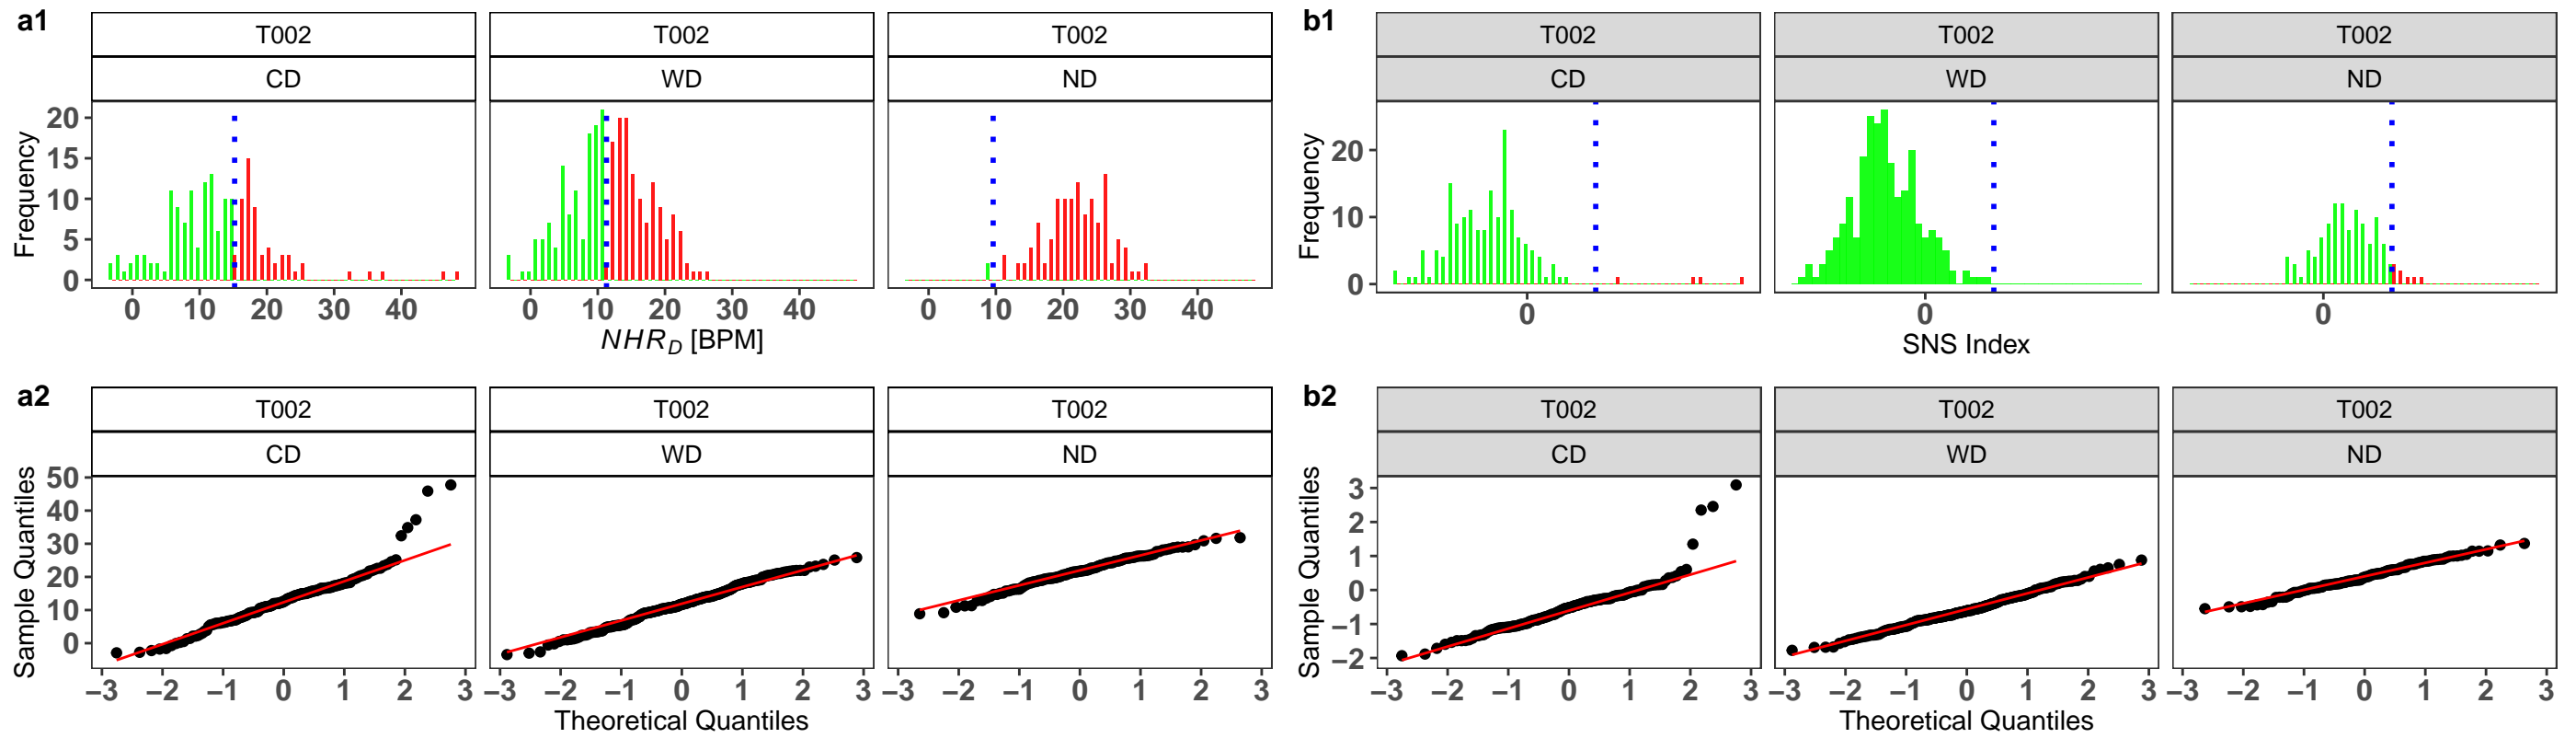 a1
T002 T002 T002
CD WD ND
Frequency
20
15
10
5
0
0 10 20 30 40 0 10 20 30 40 0 10 20 30 40
NHR_D [BPM]
b1
T002 T002 T002
CD WD ND
Frequency
20
10
0
0 0 0
SNS Index
a2
T002 T002 T002
CD WD ND
Sample Quantiles
50
40
30
20
10
0
−3 −2 −1 0 1 2 3 −3 −2 −1 0 1 2 3 −3 −2 −1 0 1 2 3
Theoretical Quantiles
b2
T002 T002 T002
CD WD ND
Sample Quantiles
3
2
1
0
−1
−2
−3 −2 −1 0 1 2 3 −3 −2 −1 0 1 2 3 −3 −2 −1 0 1 2 3
Theoretical Quantiles